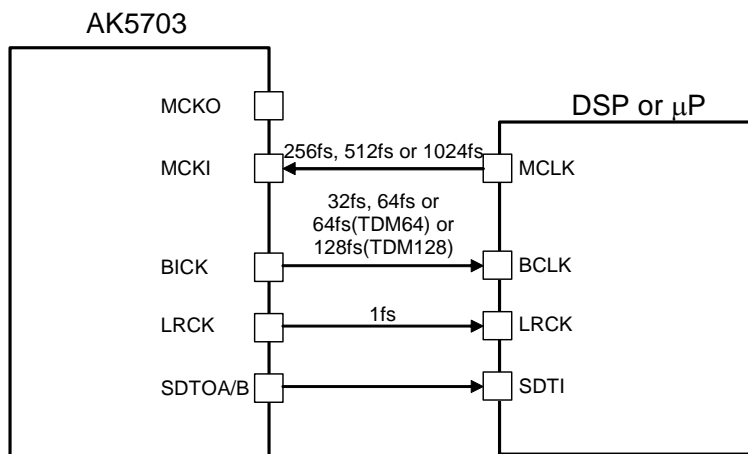 AK5703
DSP or μP
MCKO
256fs, 512fs or 1024fs
MCKI
MCLK
32fs, 64fs or
64fs(TDM64) or
128fs(TDM128)
BICK
BCLK
LRCK
1fs
LRCK
SDTOA/B
SDTI